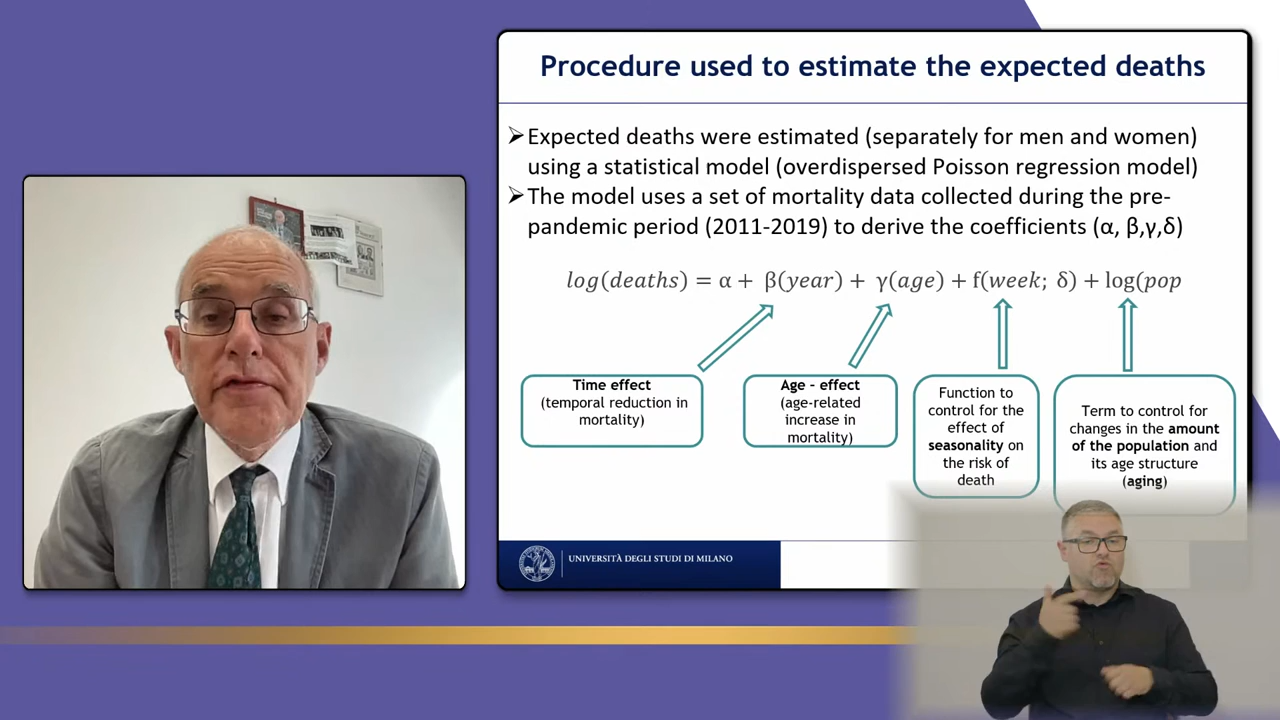 Procedure used to estimate the expected deaths
➢Expected deaths were estimated (separately for men and women)
using a statistical model (overdispersed Poisson regression model)
➢The model uses a set of mortality data collected during the pre-
pandemic period (2011-2019) to derive the coefficients (α, β,γ,δ)
log(deaths) = α + β(year) + γ(age) + f(week; δ) + log(pop
Time effect
(temporal reduction in
mortality)
Age - effect
(age-related
increase in
mortality)
Function to
control for the
effect of
seasonality on
the risk of
death
Term to control for
changes in the amount
of the population and
its age structure
(aging)
UNIVERSITÀ DEGLI STUDI DI MILANO